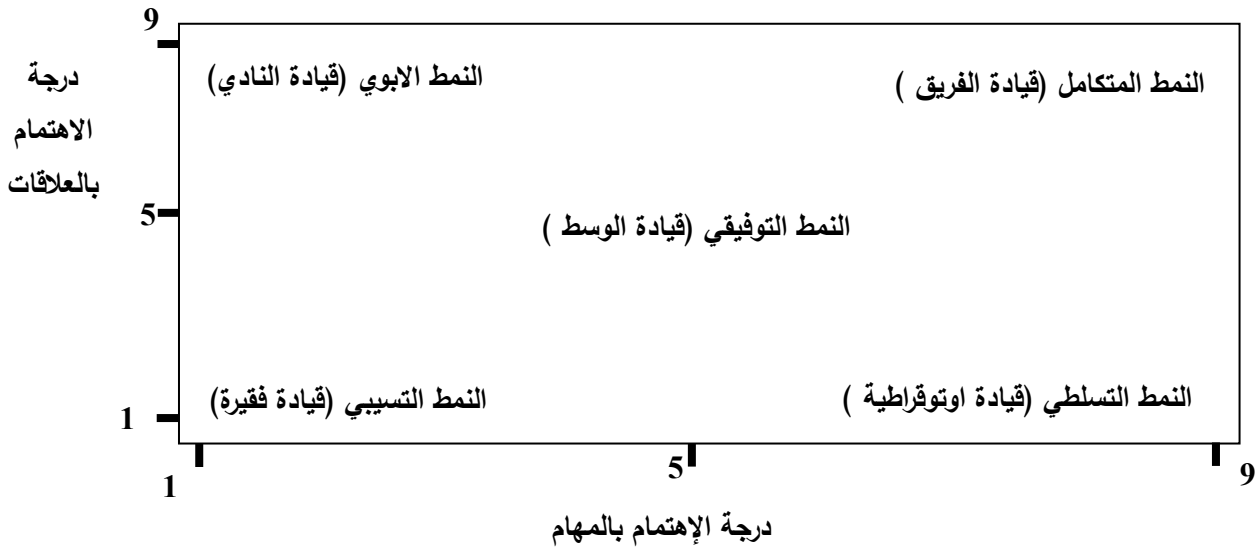 9
درجة
الاهتمام
بالعلاقات
النمط الابوي (قيادة النادي)
النمط المتكامل (قيادة الفريق )
5
النمط التوفيقي (قيادة الوسط )
1
النمط التسيبي (قيادة فقيرة)
النمط التسلطي (قيادة اوتوقراطية )
1
5
9
درجة الإهتمام بالمهام